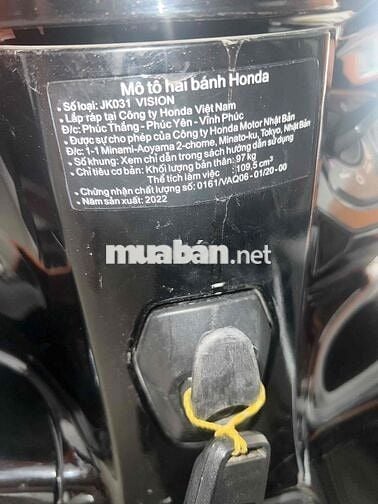 Mô tô hai bánh Honda
• Số loại: JK031 VISION
• Lắp ráp tại Công ty Honda Việt Nam
Đ/c: Phúc Thắng - Phúc Yên - Vĩnh Phúc
• Được sự cho phép của Công ty Honda Motor Nhật Bản
Đ/c: 1-1 Minami-Aoyama 2-chome, Minato-ku, Tokyo, Nhật Bản
• Số khung: Xem chỉ dẫn trong sách hướng dẫn sử dụng
• Chỉ tiêu cơ bản: Khối lượng bản thân: 97 kg
Thể tích làm việc : 109,5 cm³
• Chứng nhận chất lượng số: 0161/VAQ06 - 01/20 - 00
• Năm sản xuất: 2022
muaban.net